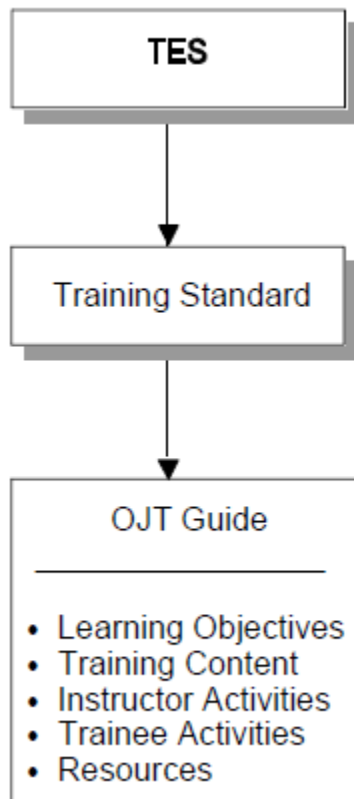 TES
Training Standard
OJT Guide
• Learning Objectives
• Training Content
• Instructor Activities
• Trainee Activities
• Resources